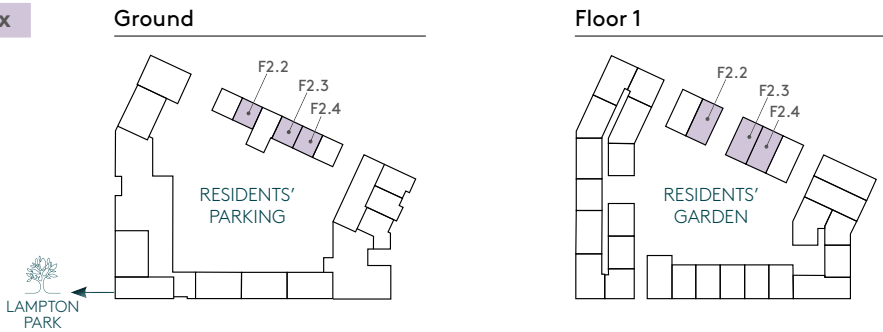 x
Ground
F2.2
F2.3
F2.4
RESIDENTS'
PARKING
LAMPTON
PARK
Floor 1
F2.2
F2.3
F2.4
RESIDENTS'
GARDEN